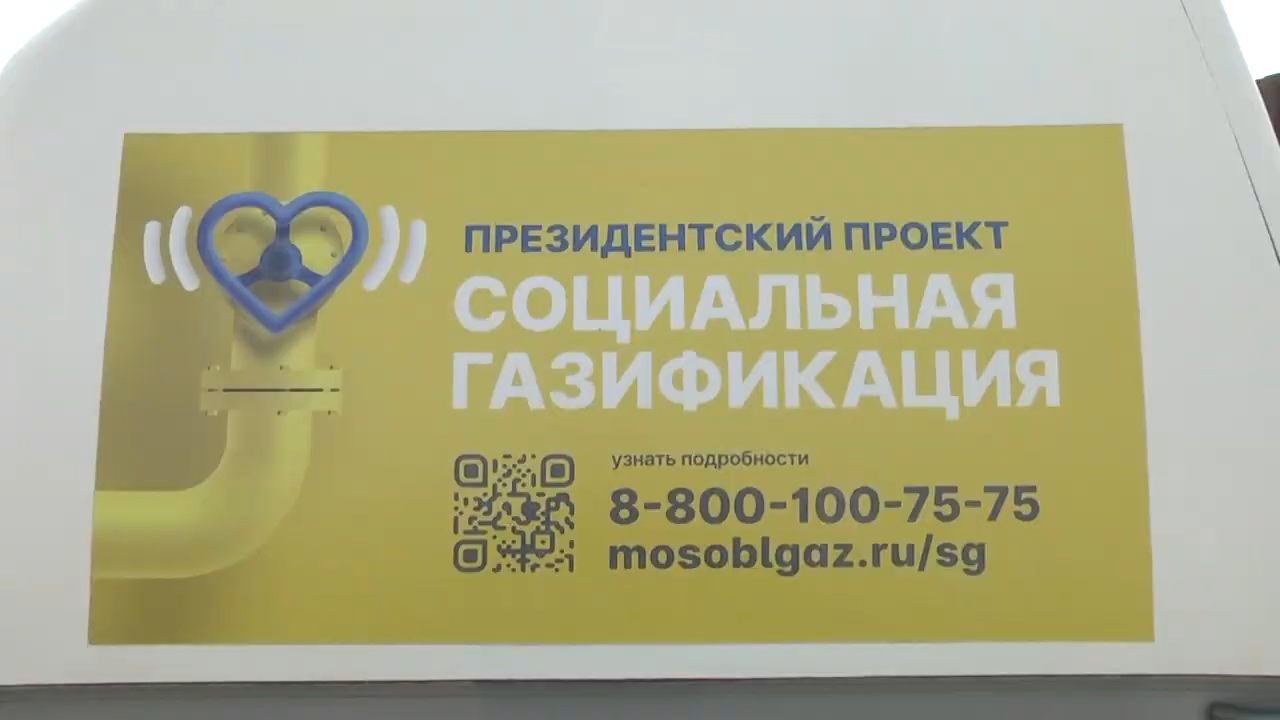 ПРЕЗИДЕНТСКИЙ ПРОЕКТ
СОЦИАЛЬНАЯ
ГАЗИФИКАЦИЯ
узнать подробности
8-800-100-75-75
mosoblgaz.ru/sg